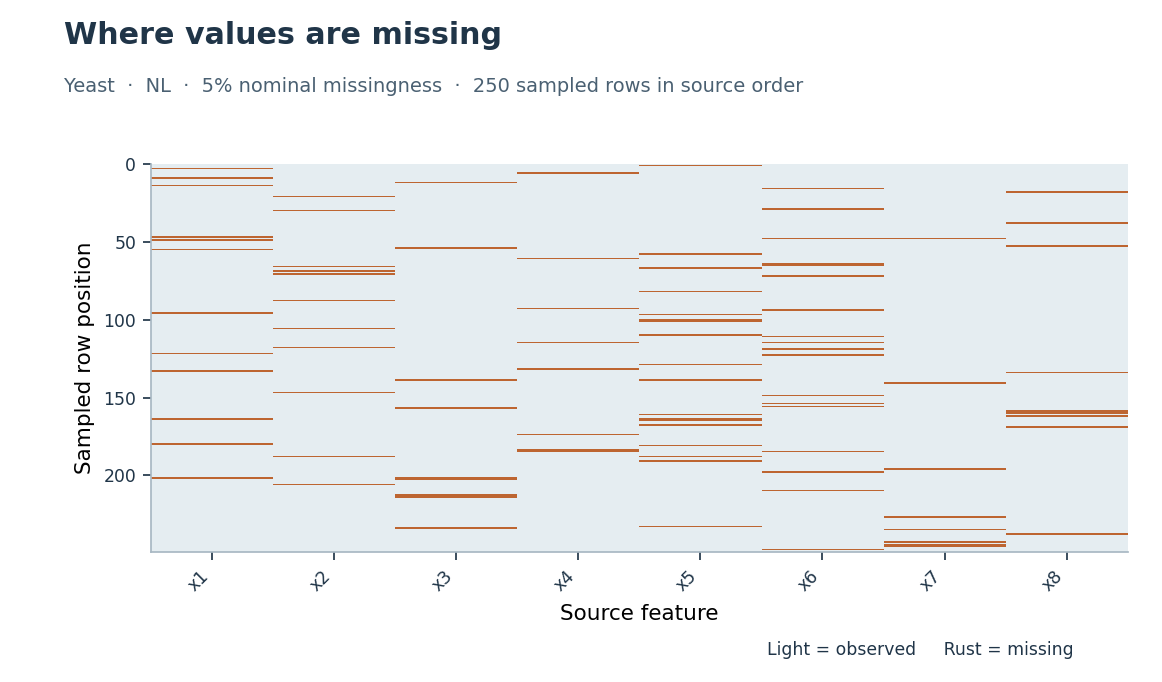 Where values are missing
Yeast · NL · 5% nominal missingness · 250 sampled rows in source order
0
50
100
150
200
Sampled row position
x1 x2 x3 x4 x5 x6 x7 x8
Source feature
Light = observed Rust = missing